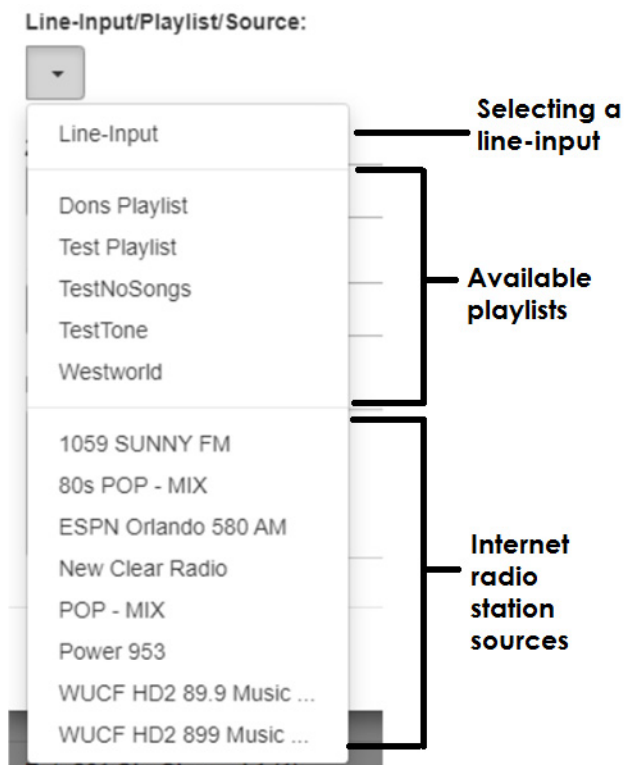 Line-Input/Playlist/Source:
Line-Input
Selecting a
line-input
Dons Playlist
Test Playlist
TestNoSongs
TestTone
Westworld
Available
playlists
1059 SUNNY FM
80s POP - MIX
ESPN Orlando 580 AM
New Clear Radio
POP - MIX
Power 953
WUCF HD2 89.9 Music ...
WUCF HD2 899 Music ...
Internet
radio
station
sources